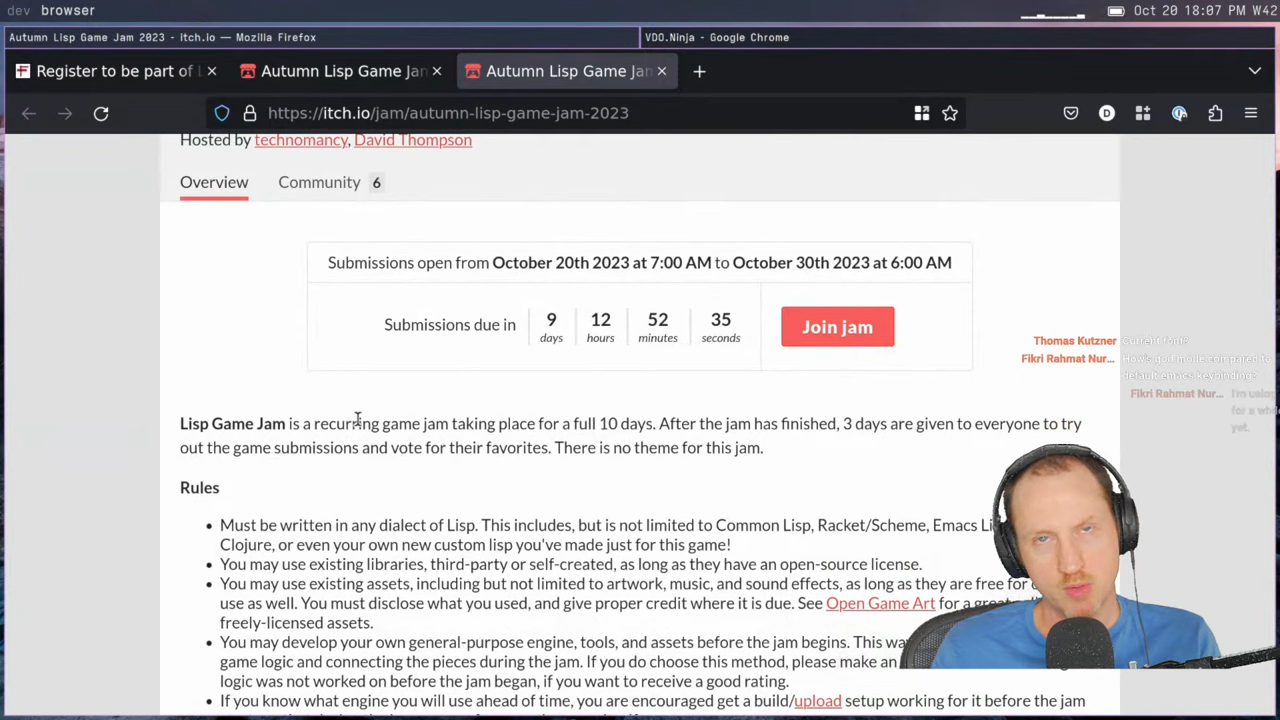 dev browser
Oct 20 18:07 W42
Autumn Lisp Game Jam 2023 - itch.io — Mozilla Firefox
VDO.Ninja - Google Chrome
Register to be part of
Autumn Lisp Game Jan
Autumn Lisp Game Jan
https://itch.io/jam/autumn-lisp-game-jam-2023
Hosted by technomancy, David Thompson
Overview Community 6
Submissions open from October 20th 2023 at 7:00 AM to October 30th 2023 at 6:00 AM
Submissions due in 9 12 52 35
days hours minutes seconds
Join jam
Thomas Kutzner Current fonts
Fikri Rahmat Nur... How's god mode compared to
default emacs keybinding?
Fikri Rahmat Nur... I'm using
for a while
yet.
Lisp Game Jam is a recurring game jam taking place for a full 10 days. After the jam has finished, 3 days are given to everyone to try
out the game submissions and vote for their favorites. There is no theme for this jam.
Rules
• Must be written in any dialect of Lisp. This includes, but is not limited to Common Lisp, Racket/Scheme, Emacs Li
Clojure, or even your own new custom lisp you've made just for this game!
• You may use existing libraries, third-party or self-created, as long as they have an open-source license.
• You may use existing assets, including but not limited to artwork, music, and sound effects, as long as they are free for
use as well. You must disclose what you used, and give proper credit where it is due. See Open Game Art for a great
freely-licensed assets.
• You may develop your own general-purpose engine, tools, and assets before the jam begins. This wa
game logic and connecting the pieces during the jam. If you do choose this method, please make an
logic was not worked on before the jam began, if you want to receive a good rating.
• If you know what engine you will use ahead of time, you are encouraged get a build/upload setup working for it before the jam